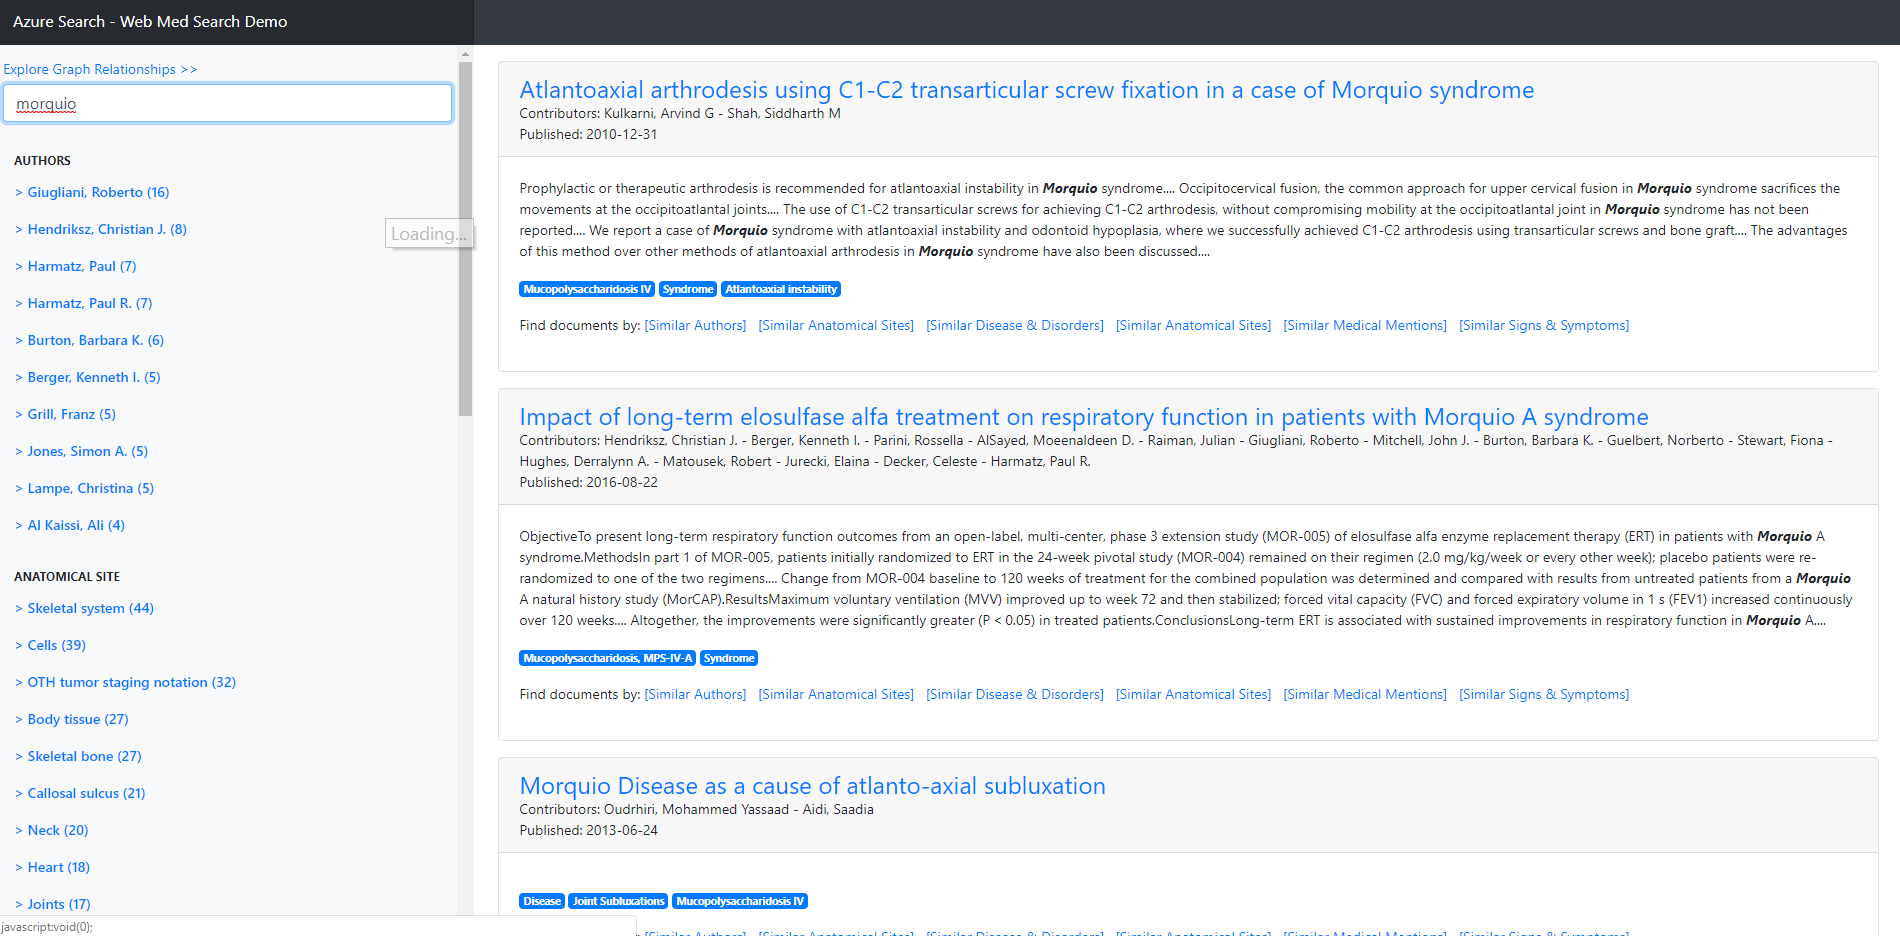 Azure Search - Web Med Search Demo
Explore Graph Relationships >>
morquio
AUTHORS
> Giugliani, Roberto (16)
> Hendriksz, Christian J. (8)
Loading...
> Harmatz, Paul (7)
> Harmatz, Paul R. (7)
> Burton, Barbara K. (6)
> Berger, Kenneth I. (5)
> Grill, Franz (5)
> Jones, Simon A. (5)
> Lampe, Christina (5)
> Al Kaissi, Ali (4)
ANATOMICAL SITE
> Skeletal system (44)
> Cells (39)
> OTH tumor staging notation (32)
> Body tissue (27)
> Skeletal bone (27)
> Callosal sulcus (21)
> Neck (20)
> Heart (18)
> Joints (17)
javascript:void(0);
Atlantoaxial arthrodesis using C1-C2 transarticular screw fixation in a case of Morquio syndrome
Contributors: Kulkarni, Arvind G - Shah, Siddharth M
Published: 2010-12-31
Prophylactic or therapeutic arthrodesis is recommended for atlantoaxial instability in Morquio syndrome.... Occipitocervical fusion, the common approach for upper cervical fusion in Morquio syndrome sacrifices the
movements at the occipitoatlantal joints.... The use of C1-C2 transarticular screws for achieving C1-C2 arthrodesis, without compromising mobility at the occipitoatlantal joint in Morquio syndrome has not been
reported.... We report a case of Morquio syndrome with atlantoaxial instability and odontoid hypoplasia, where we successfully achieved C1-C2 arthrodesis using transarticular screws and bone graft.... The advantages
of this method over other methods of atlantoaxial arthrodesis in Morquio syndrome have also been discussed....
Mucopolysaccharidosis IV Syndrome Atlantoaxial instability
Find documents by: [Similar Authors] [Similar Anatomical Sites] [Similar Disease & Disorders] [Similar Anatomical Sites] [Similar Medical Mentions] [Similar Signs & Symptoms]
Impact of long-term elosulfase alfa treatment on respiratory function in patients with Morquio A syndrome
Contributors: Hendriksz, Christian J. - Berger, Kenneth I. - Parini, Rossella - AlSayed, Moeenaldeen D. - Raiman, Julian - Giugliani, Roberto - Mitchell, John J. - Burton, Barbara K. - Guelbert, Norberto - Stewart, Fiona -
Hughes, Derralynn A. - Matousek, Robert - Jurecki, Elaina - Decker, Celeste - Harmatz, Paul R.
Published: 2016-08-22
ObjectiveTo present long-term respiratory function outcomes from an open-label, multi-center, phase 3 extension study (MOR-005) of elosulfase alfa enzyme replacement therapy (ERT) in patients with Morquio A
syndrome.MethodsIn part 1 of MOR-005, patients initially randomized to ERT in the 24-week pivotal study (MOR-004) remained on their regimen (2.0 mg/kg/week or every other week); placebo patients were re-
randomized to one of the two regimens.... Change from MOR-004 baseline to 120 weeks of treatment for the combined population was determined and compared with results from untreated patients from a Morquio
A natural history study (MorCAP).ResultsMaximum voluntary ventilation (MVV) improved up to week 72 and then stabilized; forced vital capacity (FVC) and forced expiratory volume in 1 s (FEV1) increased continuously
over 120 weeks.... Altogether, the improvements were significantly greater (P < 0.05) in treated patients.ConclusionsLong-term ERT is associated with sustained improvements in respiratory function in Morquio A....
Mucopolysaccharidosis, MPS-IV-A Syndrome
Find documents by: [Similar Authors] [Similar Anatomical Sites] [Similar Disease & Disorders] [Similar Anatomical Sites] [Similar Medical Mentions] [Similar Signs & Symptoms]
Morquio Disease as a cause of atlanto-axial subluxation
Contributors: Oudrhiri, Mohammed Yassaad - Aidi, Saadia
Published: 2013-06-24
Disease Joint Subluxations Mucopolysaccharidosis IV
[Similar Authors] [Similar Anatomical Sites] [Similar Disease & Disorders] [Similar Anatomical Sites] [Similar Medical Mentions] [Similar Signs & Symptoms]